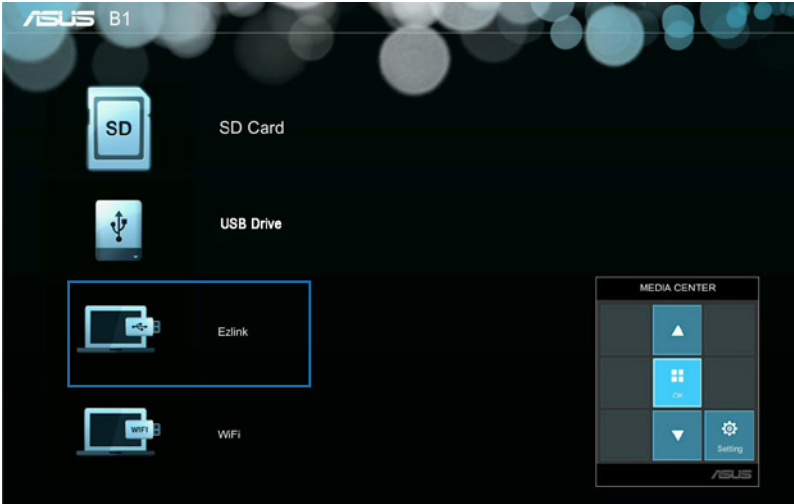 ASUS B1
SD
SD Card
USB Drive
Ezlink
WIFI
WiFi
MEDIA CENTER
OK
Setting
ASUS